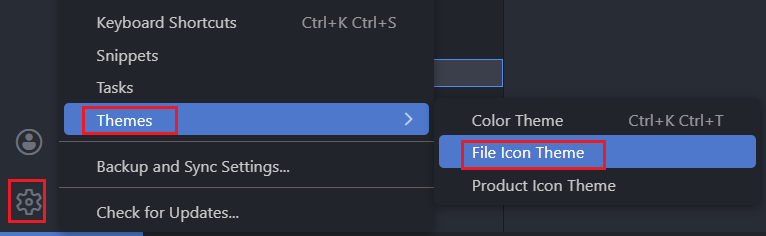 Keyboard Shortcuts Ctrl+K Ctrl+S
Snippets
Tasks
Themes
Color Theme Ctrl+K Ctrl+T
File Icon Theme
Product Icon Theme
Backup and Sync Settings...
Check for Updates...